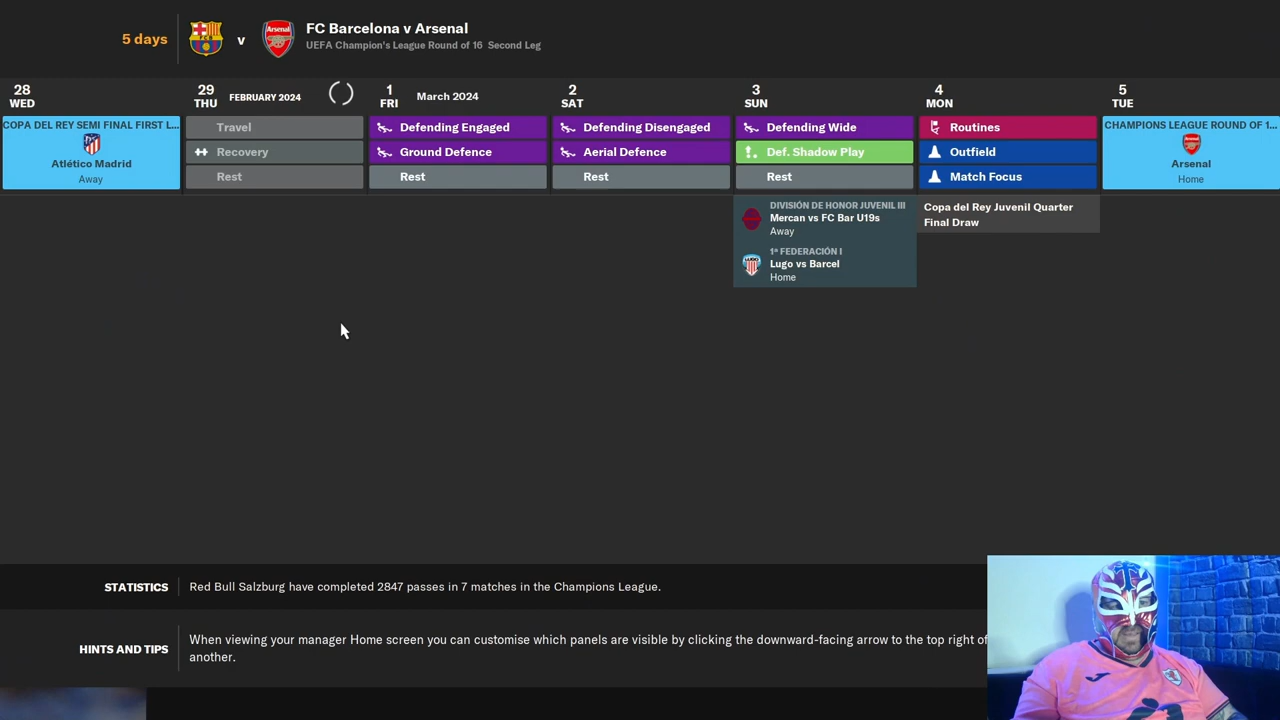 5 days
v
FC Barcelona v Arsenal
UEFA Champion's League Round of 16 Second Leg
28
WED
29
THU
FEBRUARY 2024
1
FRI
March 2024
2
SAT
3
SUN
4
MON
5
TUE
COPA DEL REY SEMI FINAL FIRST L...
Atlético Madrid
Away
Travel
Recovery
Rest
Defending Engaged
Ground Defence
Rest
Defending Disengaged
Aerial Defence
Rest
Defending Wide
Def. Shadow Play
Rest
DIVISIÓN DE HONOR JUVENIL III
Mercan vs FC Bar U19s
Away
1ª FEDERACIÓN I
Lugo vs Barcel
Home
Routines
Outfield
Match Focus
Copa del Rey Juvenil Quarter
Final Draw
CHAMPIONS LEAGUE ROUND OF 1...
Arsenal
Home
STATISTICS
Red Bull Salzburg have completed 2847 passes in 7 matches in the Champions League.
HINTS AND TIPS
When viewing your manager Home screen you can customise which panels are visible by clicking the downward-facing arrow to the top right of
another.